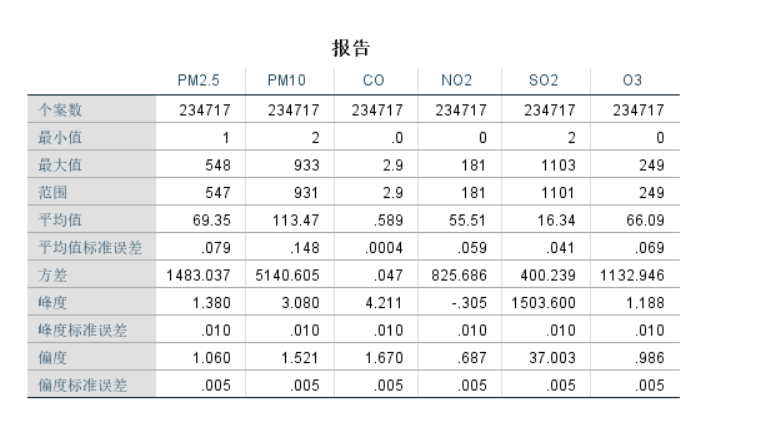 报告
PM2.5 PM10 CO NO2 SO2 O3
个案数 234717 234717 234717 234717 234717 234717
最小值 1 2 .0 0 2 0
最大值 548 933 2.9 181 1103 249
范围 547 931 2.9 181 1101 249
平均值 69.35 113.47 .589 55.51 16.34 66.09
平均值标准误差 .079 .148 .0004 .059 .041 .069
方差 1483.037 5140.605 .047 825.686 400.239 1132.946
峰度 1.380 3.080 4.211 -.305 1503.600 1.188
峰度标准误差 .010 .010 .010 .010 .010 .010
偏度 1.060 1.521 1.670 .687 37.003 .986
偏度标准误差 .005 .005 .005 .005 .005 .005